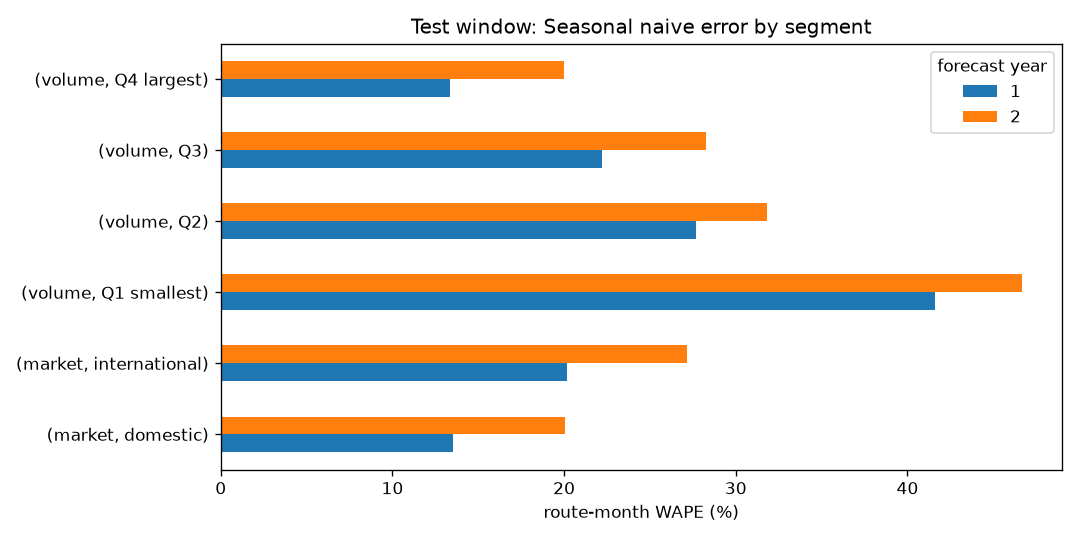 Test window: Seasonal naive error by segment
(volume, Q4 largest)
(volume, Q3)
(volume, Q2)
(volume, Q1 smallest)
(market, international)
(market, domestic)
forecast year
1
2
0 10 20 30 40
route-month WAPE (%)